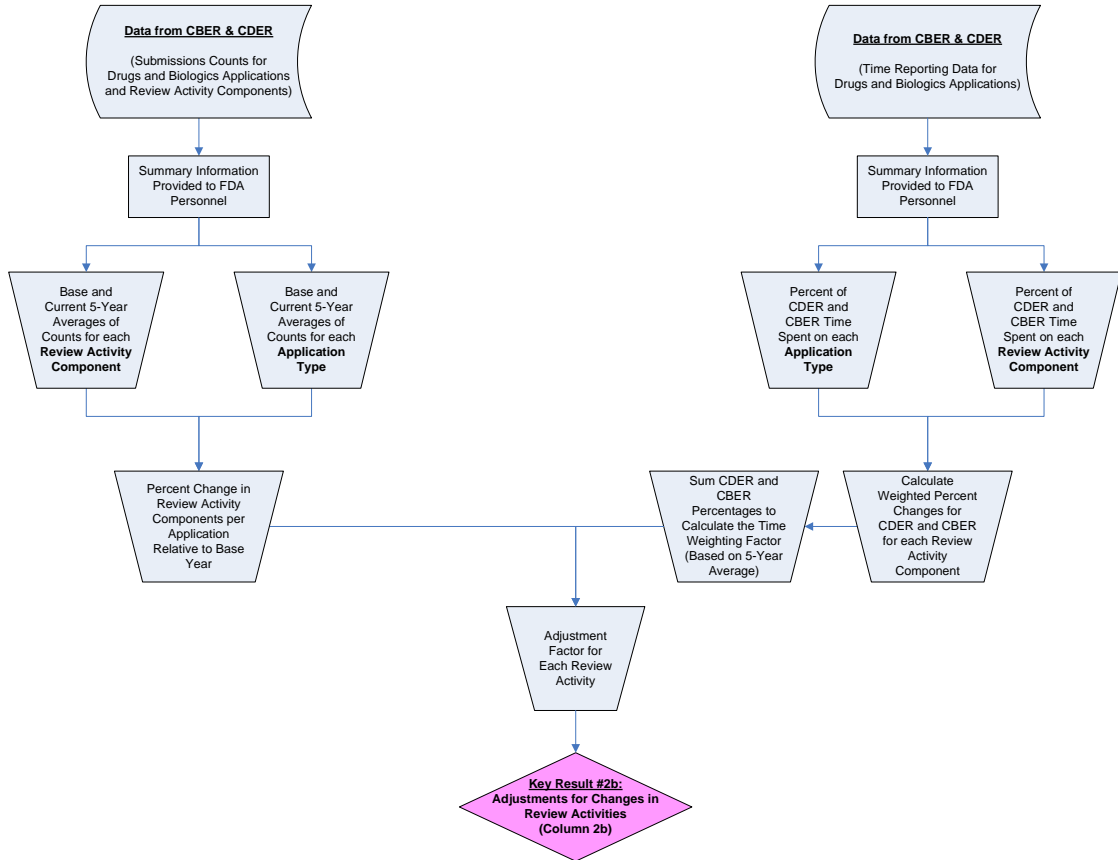 Data from CBER & CDER
(Submissions Counts for
Drugs and Biologics Applications
and Review Activity Components)
Data from CBER & CDER
(Time Reporting Data for
Drugs and Biologics Applications)
Summary Information
Provided to FDA
Personnel
Summary Information
Provided to FDA
Personnel
Base and
Current 5-Year
Averages of
Counts for each
Review Activity
Component
Base and
Current 5-Year
Averages of
Counts for each
Application
Type
Percent of
CDER and
CBER Time
Spent on each
Application
Type
Percent of
CDER and
CBER Time
Spent on each
Review Activity
Component
Percent Change in
Review Activity
Components per
Application
Relative to Base
Year
Sum CDER and
CBER
Percentages to
Calculate the Time
Weighting Factor
(Based on 5-Year
Average)
Calculate
Weighted Percent
Changes for
CDER and CBER
for each Review
Activity
Component
Adjustment
Factor for
Each Review
Activity
Key Result #2b:
Adjustments for Changes in
Review Activities
(Column 2b)